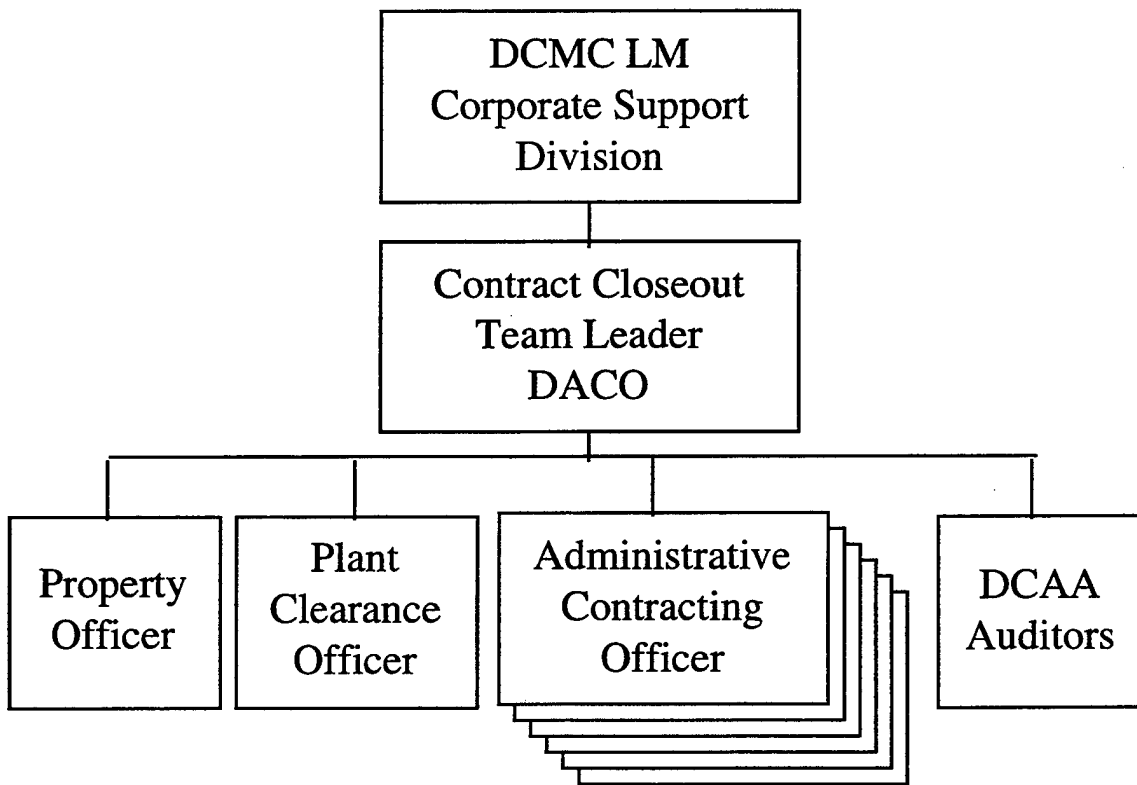 DCMC LM
Corporate Support
Division
Contract Closeout
Team Leader
DACO
Property
Officer
Plant
Clearance
Officer
Administrative
Contracting
Officer
DCAA
Auditors